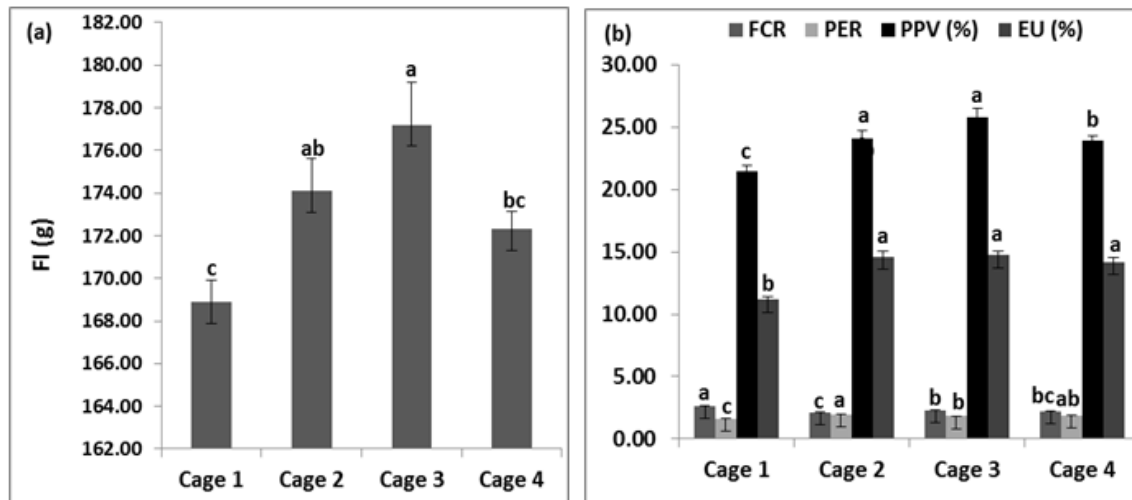 (a)
182.00
180.00
178.00
176.00
174.00
172.00
170.00
168.00
166.00
164.00
162.00
FI (g)
c
ab
a
bc
Cage 1 Cage 2 Cage 3 Cage 4
(b)
FCR PER PPV (%) EU (%)
30.00
25.00
20.00
15.00
10.00
5.00
0.00
a c c b
c a a a
b b a a
bc ab b a
Cage 1 Cage 2 Cage 3 Cage 4